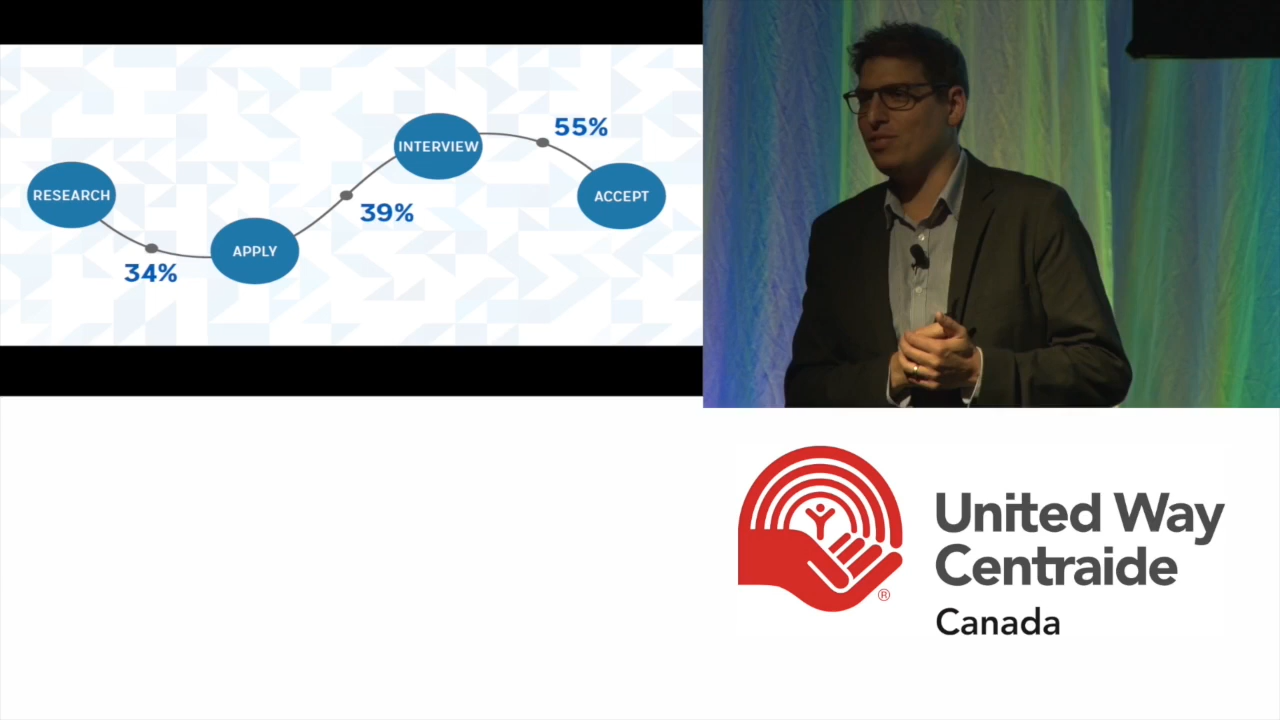 RESEARCH
34%
APPLY
39%
INTERVIEW
55%
ACCEPT
United Way
Centraide
Canada
®